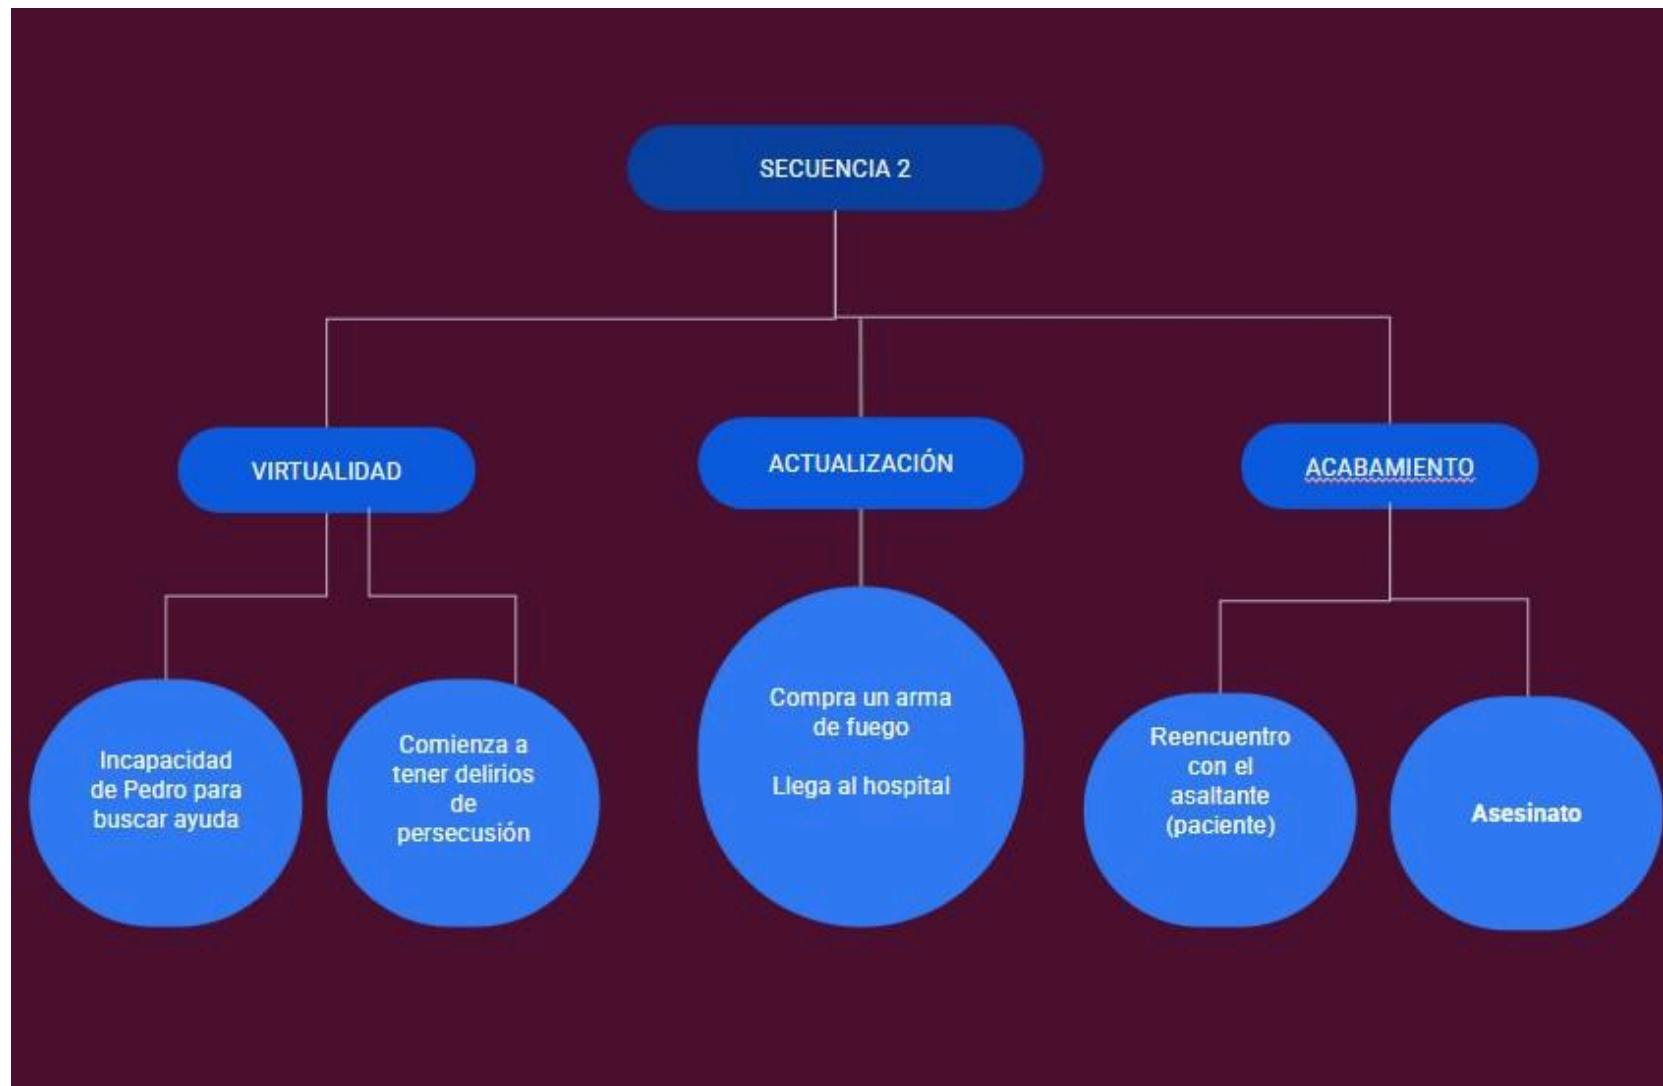 SECUENCIA 2
VIRTUALIDAD
ACTUALIZACIÓN
ACABAMIENTO
Incapacidad
de Pedro para
buscar ayuda
Comienza a
tener delirios
de
persecusión
Compra un arma
de fuego
Llega al hospital
Reencuentro
con el
asaltante
(paciente)
Asesinato